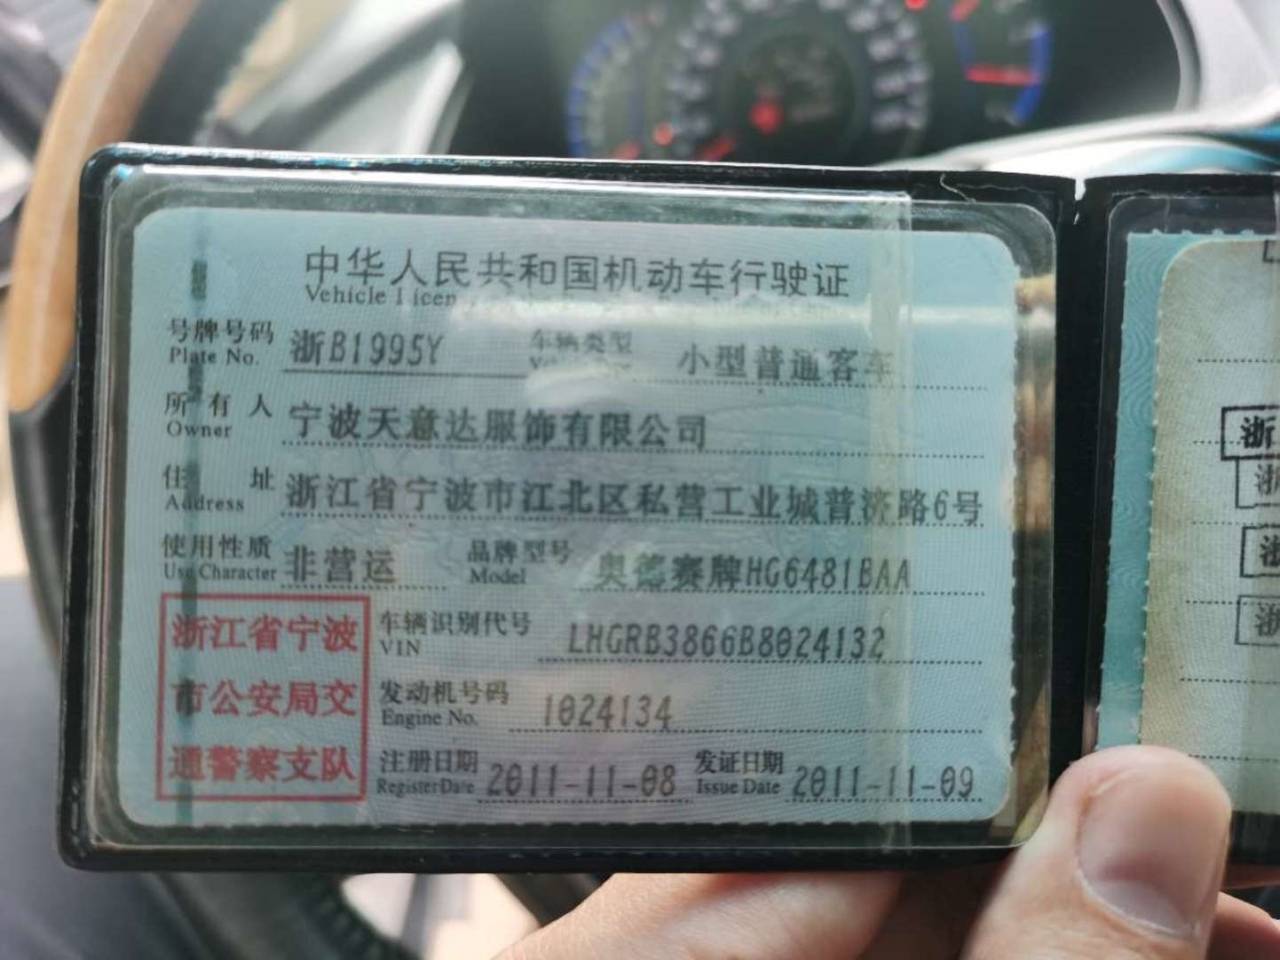 中华人民共和国机动车行驶证
Vehicle Licen
号牌号码 浙B1995Y 车辆类型 小型普通客车
Plate No.
所有人 宁波天意达服饰有限公司
Owner
住址 浙江省宁波市江北区私营工业城普济路6号
Address
使用性质 非营运 品牌型号 奥德赛牌HG6481BAA
Use Character Model
浙江省宁波
市公安局交
通警察支队
车辆识别代号 LHGRB3866B8024132
VIN
发动机号码 1024134
Engine No.
注册日期 2011-11-08 发证日期 2011-11-09
Register Date Issue Date
浙
浙
浙
浙